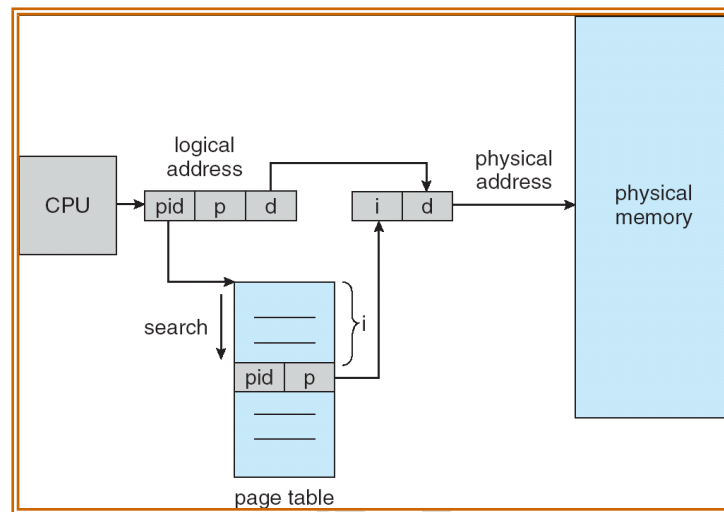 logical
address
physical
address
CPU
pid p d
i d
physical
memory
search
i
pid p
page table